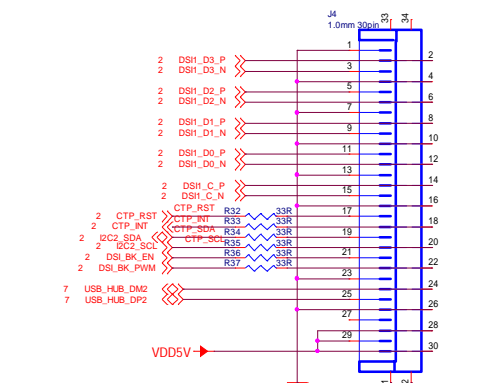 J4
1.0mm 30pin
33
34
1
2
2 DSI1_D3_P
2 DSI1_D3_N
3
4
2 DSI1_D2_P
5
2 DSI1_D2_N
6
7
2 DSI1_D1_P
8
2 DSI1_D1_N
9
10
2 DSI1_D0_P
11
2 DSI1_D0_N
12
13
2 DSI1_C_P
14
2 DSI1_C_N
15
16
2 CTP_RST CTP_RST R32 33R
17
2 CTP_INT CTP_INT R33 33R
18
2 I2C2_SDA CTP_SDA R34 33R
19
2 I2C2_SCL CTP_SCL R35 33R
20
2 DSI_BK_EN R36 33R
21
2 DSI_BK_PWM R37 33R
22
23
7 USB_HUB_DM2
24
7 USB_HUB_DP2
25
26
27
28
29
VDD5V
30